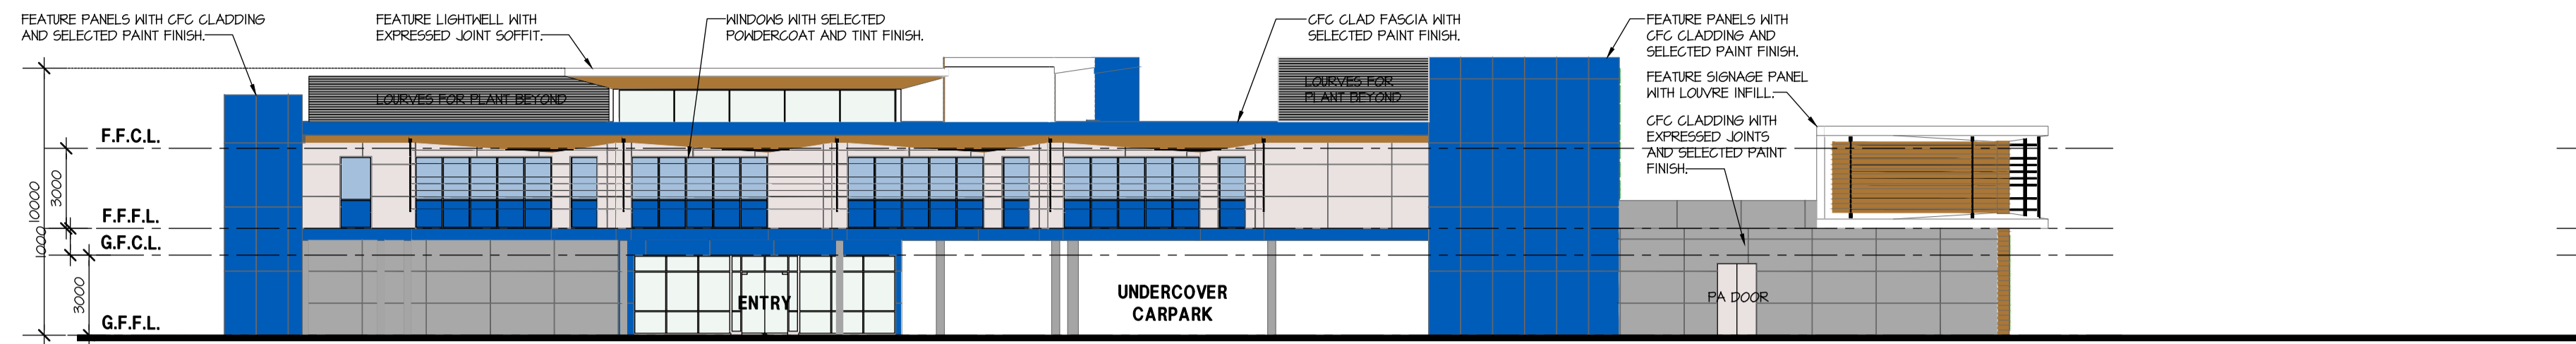 FEATURE PANELS WITH CFC CLADDING
AND SELECTED PAINT FINISH.
FEATURE LIGHTWELL WITH
EXPRESSED JOINT SOFFIT.
WINDOWS WITH SELECTED
POWDERCOAT AND TINT FINISH.
CFC CLAD FASCIA WITH
SELECTED PAINT FINISH.
FEATURE PANELS WITH
CFC CLADDING AND
SELECTED PAINT FINISH.
FEATURE SIGNAGE PANEL
WITH LOUVRE INFILL.
CFC CLADDING WITH
EXPRESSED JOINTS
AND SELECTED PAINT
FINISH.
LOURVES FOR PLANT BEYOND
LOURVES FOR
PLANT BEYOND
F.F.C.L.
F.F.F.L.
G.F.C.L.
G.F.F.L.
10000
3000
1000
3000
ENTRY
UNDERCOVER
CARPARK
PA DOOR